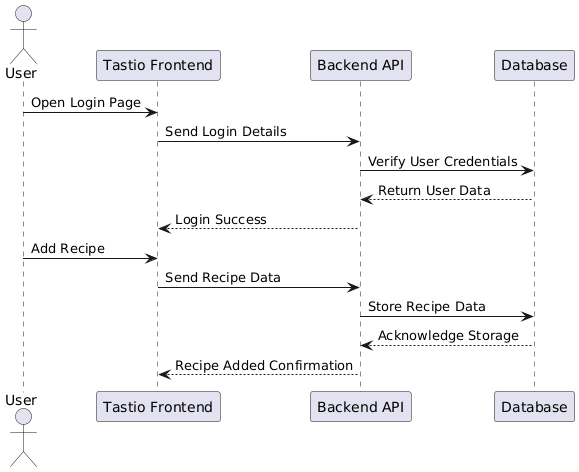 User
Tastio Frontend
Backend API
Database
Open Login Page
Send Login Details
Verify User Credentials
Return User Data
Login Success
Add Recipe
Send Recipe Data
Store Recipe Data
Acknowledge Storage
Recipe Added Confirmation
User
Tastio Frontend
Backend API
Database